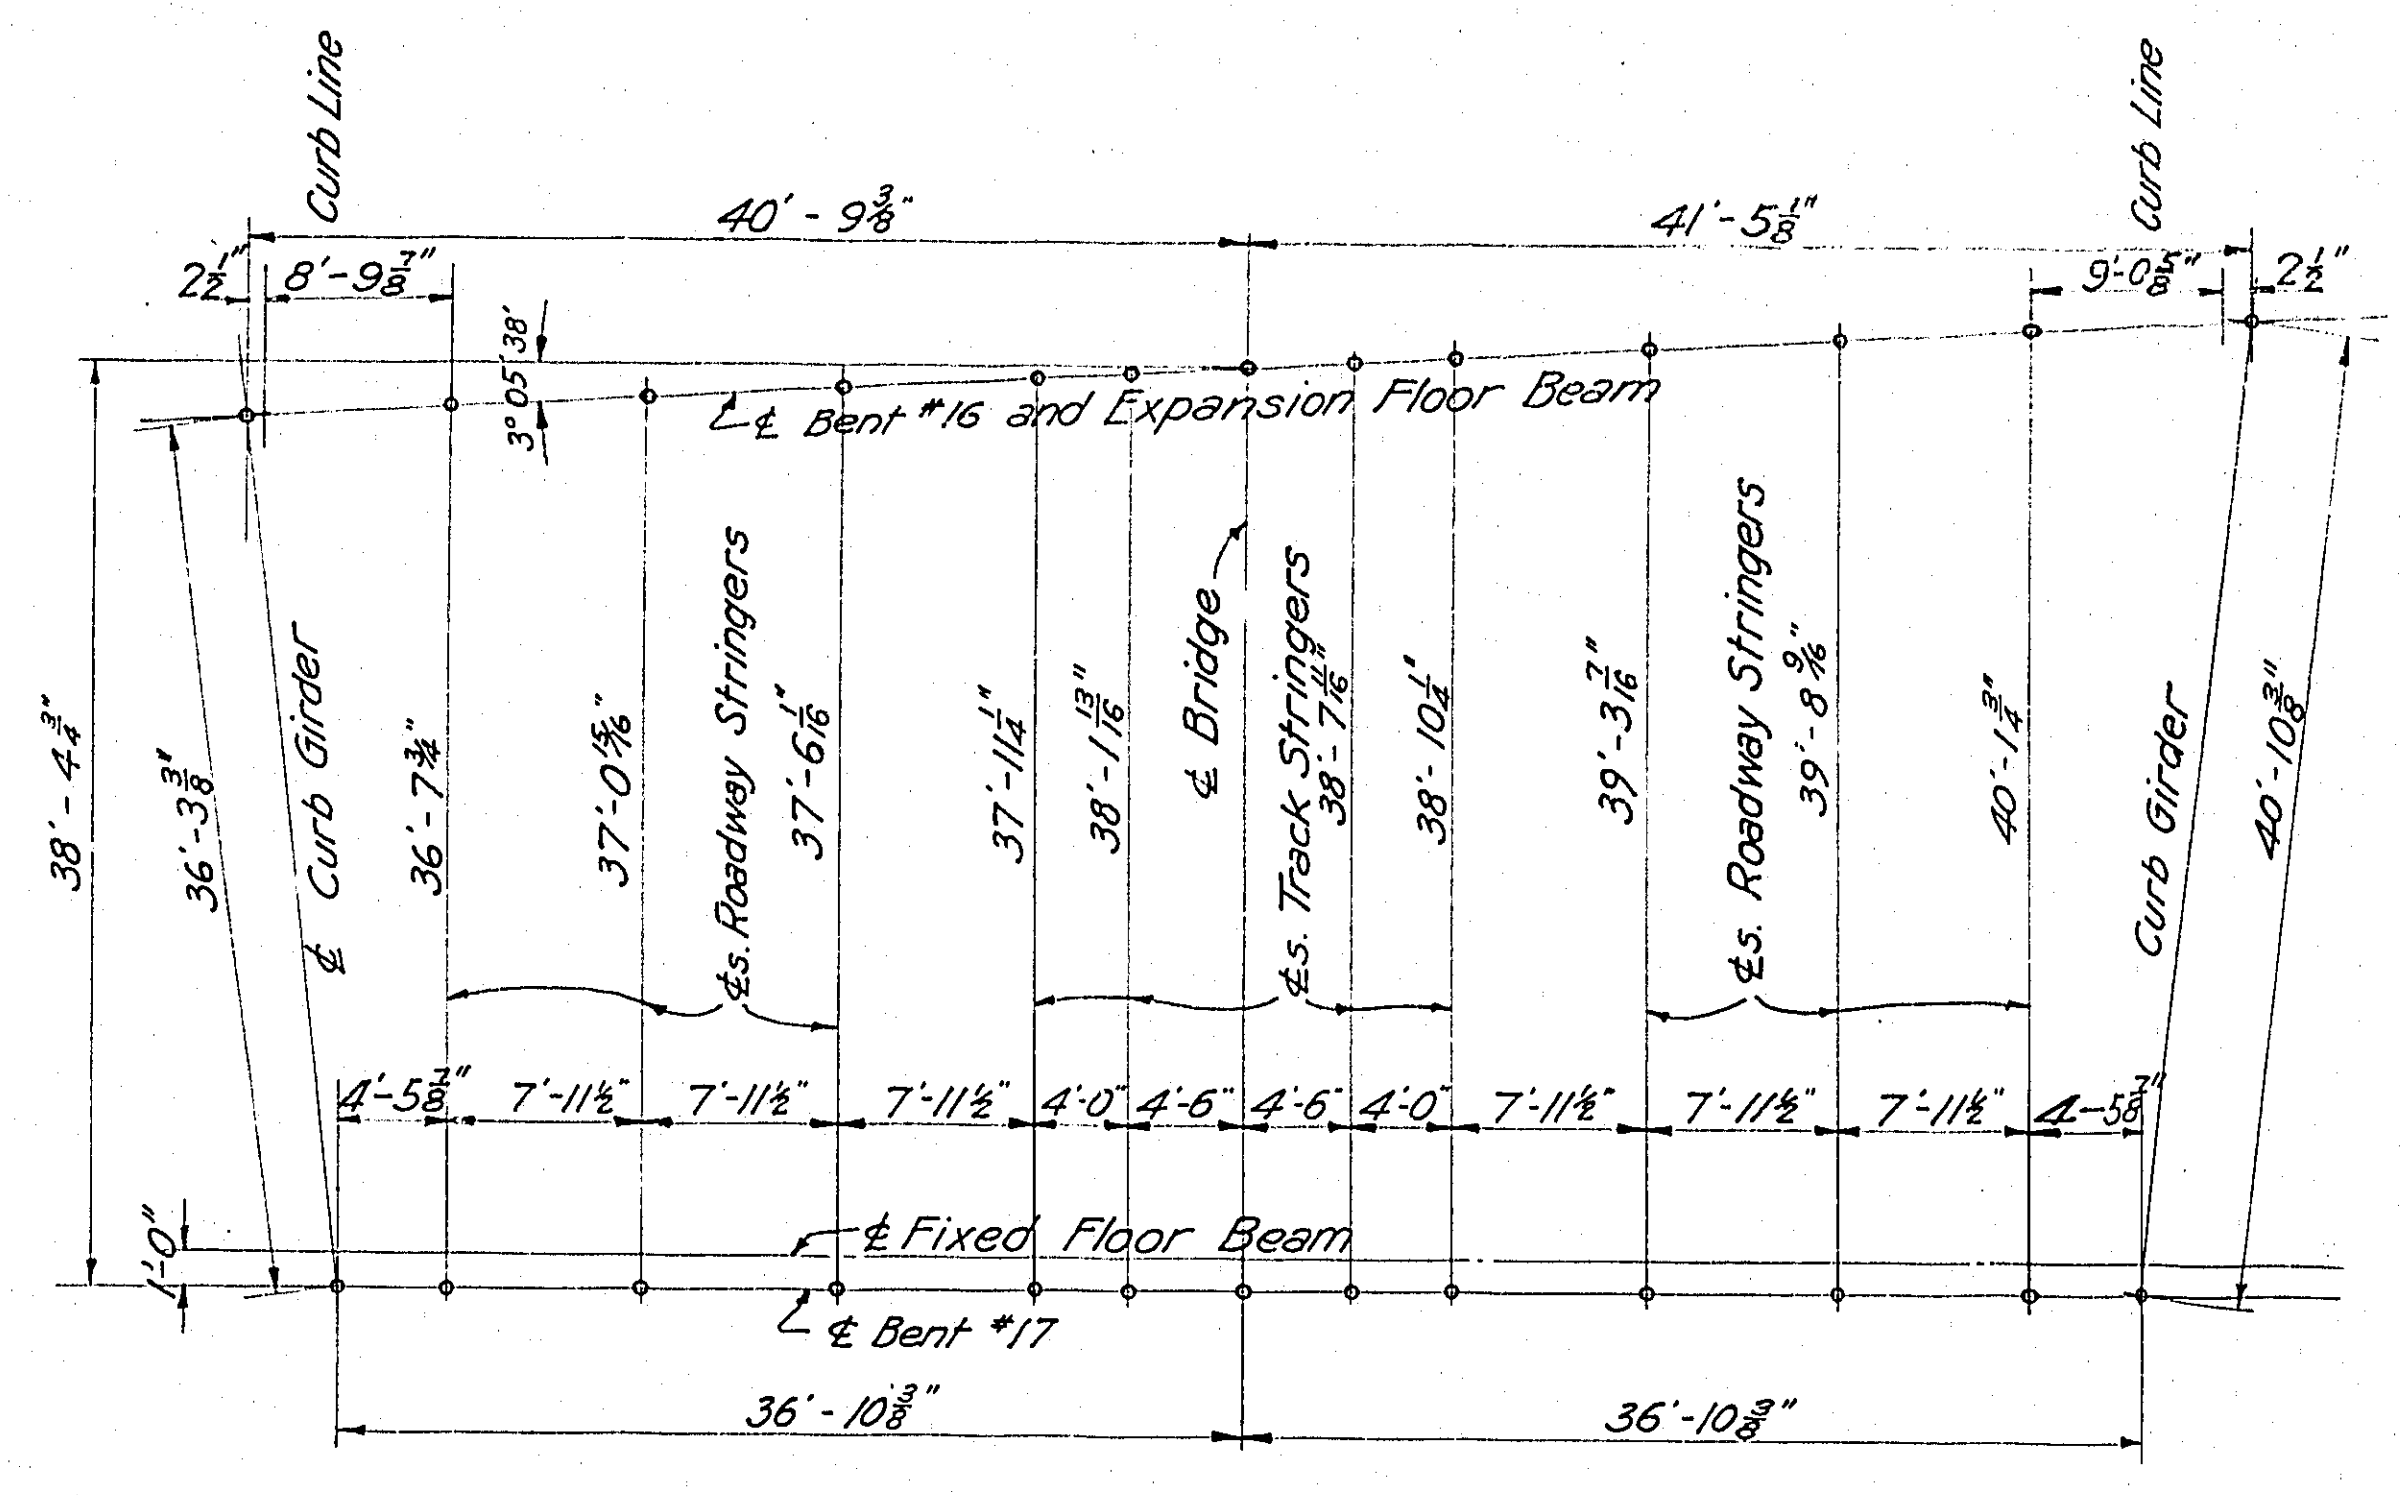 Curb Line
Curb Line
40' - 9 3/8"
41' - 5 1/8"
2 1/2"
8' - 9 7/8"
9' - 0 5/8"
2 1/2"
3° 05' 38'
℄ Bent #16 and Expansion Floor Beam
38' - 4 3/4"
36' - 3 3/8"
℄ Curb Girder
36' - 7 3/4"
37' - 0 15/16"
℄s. Roadway Stringers
37' - 6 1/16"
37' - 11 1/4"
38' - 1 13/16"
℄ Bridge
℄s. Track Stringers
38' - 7 11/16"
38' - 10 1/4"
39' - 3 7/16"
℄s. Roadway Stringers
39' - 8 9/16"
40' - 1 3/4"
Curb Girder
40' - 10 3/8"
4' - 5 7/8"
7' - 11 1/2"
7' - 11 1/2"
7' - 11 1/2"
4' - 0"
4' - 6"
4' - 6"
4' - 0"
7' - 11 1/2"
7' - 11 1/2"
7' - 11 1/2"
4 - 5 7/8"
1' - 0"
℄ Fixed Floor Beam
℄ Bent #17
36' - 10 3/8"
36' - 10 3/8"